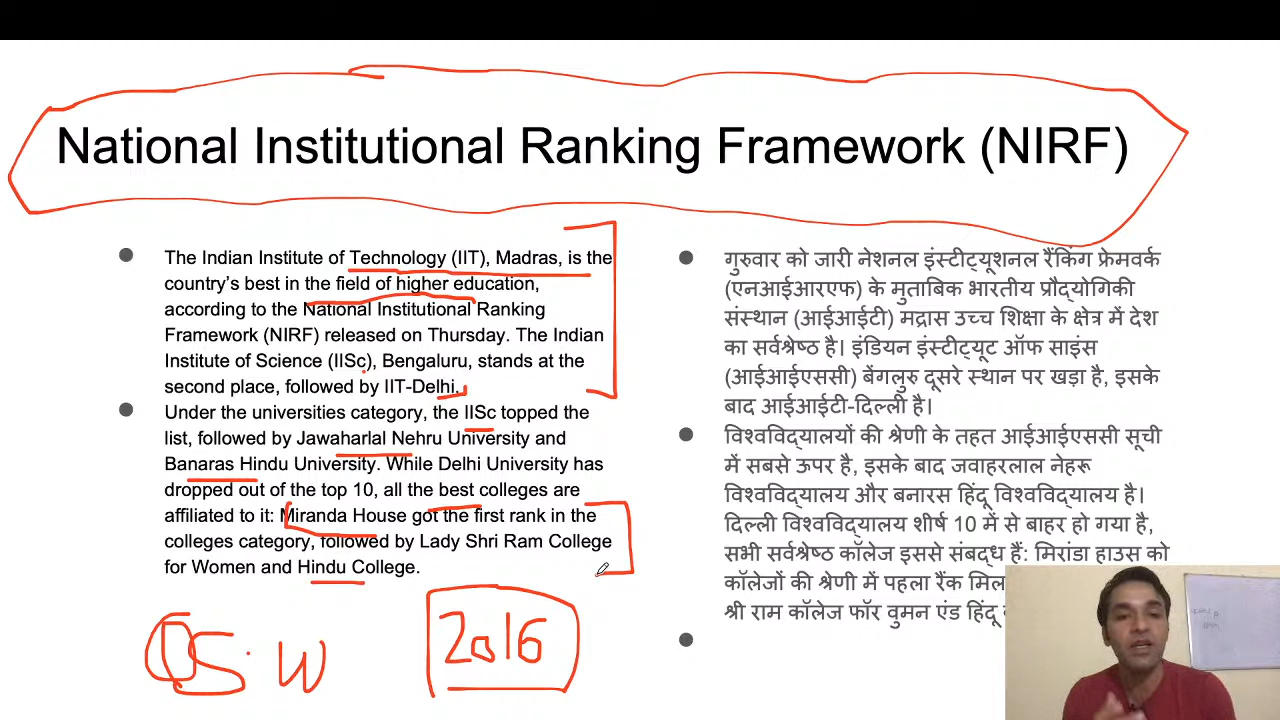 National Institutional Ranking Framework (NIRF)
The Indian Institute of Technology (IIT), Madras, is the
country's best in the field of higher education,
according to the National Institutional Ranking
Framework (NIRF) released on Thursday. The Indian
Institute of Science (IISc), Bengaluru, stands at the
second place, followed by IIT-Delhi.
Under the universities category, the IISc topped the
list, followed by Jawaharlal Nehru University and
Banaras Hindu University. While Delhi University has
dropped out of the top 10, all the best colleges are
affiliated to it: Miranda House got the first rank in the
colleges category, followed by Lady Shri Ram College
for Women and Hindu College.
गुरुवार को जारी नेशनल इंस्टीट्यूशनल रैंकिंग फ्रेमवर्क
(एनआईआरएफ) के मुताबिक भारतीय प्रौद्योगिकी
संस्थान (आईआईटी) मद्रास उच्च शिक्षा के क्षेत्र में देश
का सर्वश्रेष्ठ है। इंडियन इंस्टीट्यूट ऑफ साइंस
(आईआईएससी) बेंगलुरु दूसरे स्थान पर खड़ा है, इसके
बाद आईआईटी-दिल्ली है।
विश्वविद्यालयों की श्रेणी के तहत आईआईएससी सूची
में सबसे ऊपर है, इसके बाद जवाहरलाल नेहरू
विश्वविद्यालय और बनारस हिंदू विश्वविद्यालय है।
दिल्ली विश्वविद्यालय शीर्ष 10 में से बाहर हो गया है,
सभी सर्वश्रेष्ठ कॉलेज इससे संबद्ध हैं: मिरांडा हाउस को
कॉलेजों की श्रेणी में पहला रैंक
श्री राम कॉलेज फॉर वुमन एंड हिंदू
QS W
2016